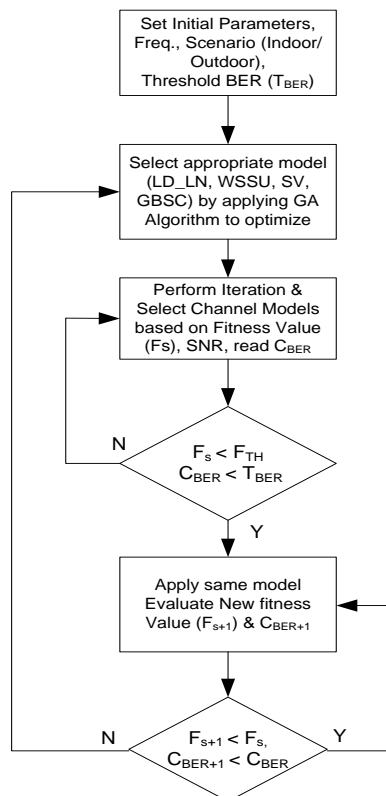 Set Initial Parameters,
Freq., Scenario (Indoor/
Outdoor),
Threshold BER (TBER)
Select appropriate model
(LD_LN, WSSU, SV,
GBSC) by applying GA
Algorithm to optimize
Perform Iteration &
Select Channel Models
based on Fitness Value
(Fs), SNR, read CBER
N
Fs < FTH
CBER < TBER
Y
Apply same model
Evaluate New fitness
Value (Fs+1) & CBER+1
N
Fs+1 < Fs,
CBER+1 < CBER
Y